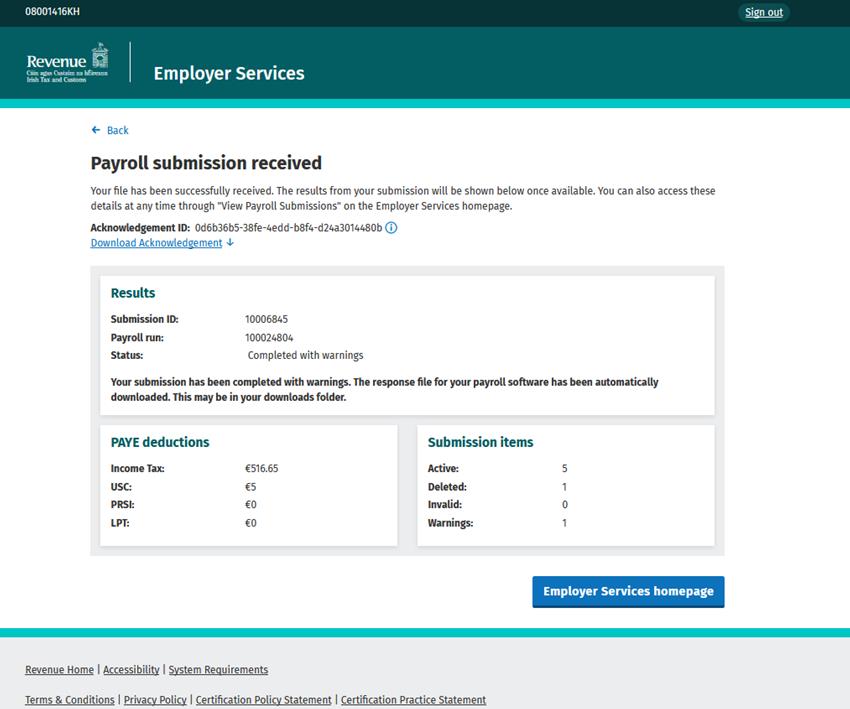 08001416KH
Sign out
Revenue
Cáin agus Custaim na hÉireann
Irish Tax and Customs
Employer Services
← Back
Payroll submission received
Your file has been successfully received. The results from your submission will be shown below once available. You can also access these
details at any time through "View Payroll Submissions" on the Employer Services homepage.
Acknowledgement ID: 0d6b36b5-38fe-4edd-b8f4-d24a3014480b
Download Acknowledgement ↓
Results
Submission ID: 10006845
Payroll run: 100024804
Status: Completed with warnings
Your submission has been completed with warnings. The response file for your payroll software has been automatically
downloaded. This may be in your downloads folder.
PAYE deductions
Income Tax: €516.65
USC: €5
PRSI: €0
LPT: €0
Submission items
Active: 5
Deleted: 1
Invalid: 0
Warnings: 1
Employer Services homepage
Revenue Home | Accessibility | System Requirements
Terms & Conditions | Privacy Policy | Certification Policy Statement | Certification Practice Statement